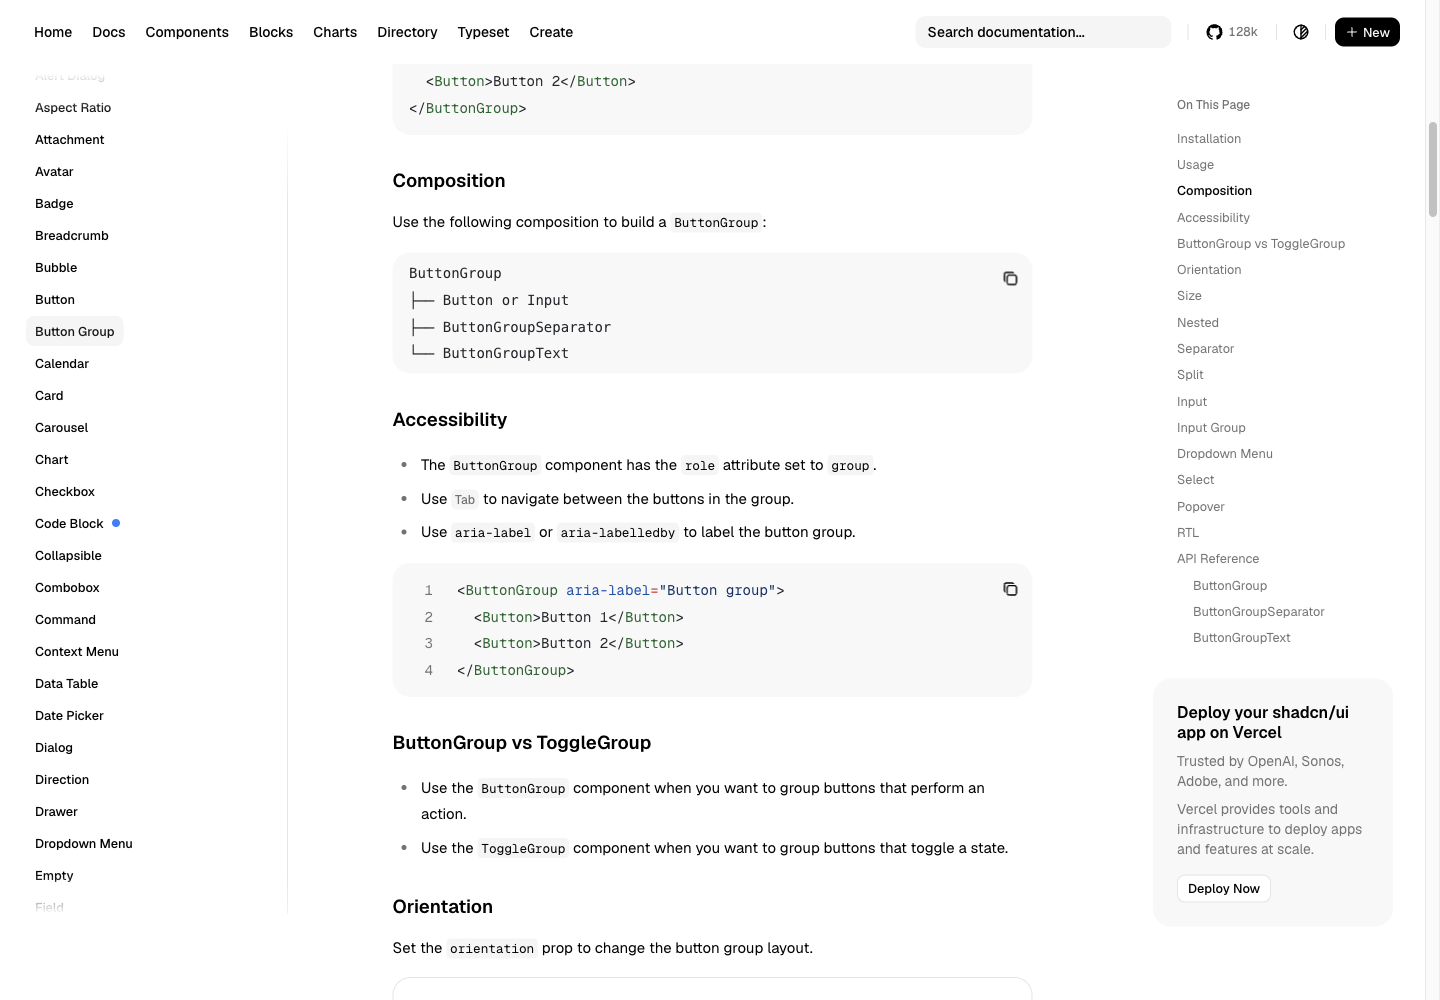 Home Docs Components Blocks Charts Directory Typeset Create
Search documentation...
128k
New
Alert Dialog
Aspect Ratio
Attachment
Avatar
Badge
Breadcrumb
Bubble
Button
Button Group
Calendar
Card
Carousel
Chart
Checkbox
Code Block
Collapsible
Combobox
Command
Context Menu
Data Table
Date Picker
Dialog
Direction
Drawer
Dropdown Menu
Empty
Field
<Button>Button 2</Button>
</ButtonGroup>
Composition
Use the following composition to build a ButtonGroup:
ButtonGroup
├── Button or Input
├── ButtonGroupSeparator
└── ButtonGroupText
Accessibility
• The ButtonGroup component has the role attribute set to group.
• Use Tab to navigate between the buttons in the group.
• Use aria-label or aria-labelledby to label the button group.
1 <ButtonGroup aria-label="Button group">
2 <Button>Button 1</Button>
3 <Button>Button 2</Button>
4 </ButtonGroup>
ButtonGroup vs ToggleGroup
• Use the ButtonGroup component when you want to group buttons that perform an
action.
• Use the ToggleGroup component when you want to group buttons that toggle a state.
Orientation
Set the orientation prop to change the button group layout.
On This Page
Installation
Usage
Composition
Accessibility
ButtonGroup vs ToggleGroup
Orientation
Size
Nested
Separator
Split
Input
Input Group
Dropdown Menu
Select
Popover
RTL
API Reference
ButtonGroup
ButtonGroupSeparator
ButtonGroupText
Deploy your shadcn/ui
app on Vercel
Trusted by OpenAI, Sonos,
Adobe, and more.
Vercel provides tools and
infrastructure to deploy apps
and features at scale.
Deploy Now